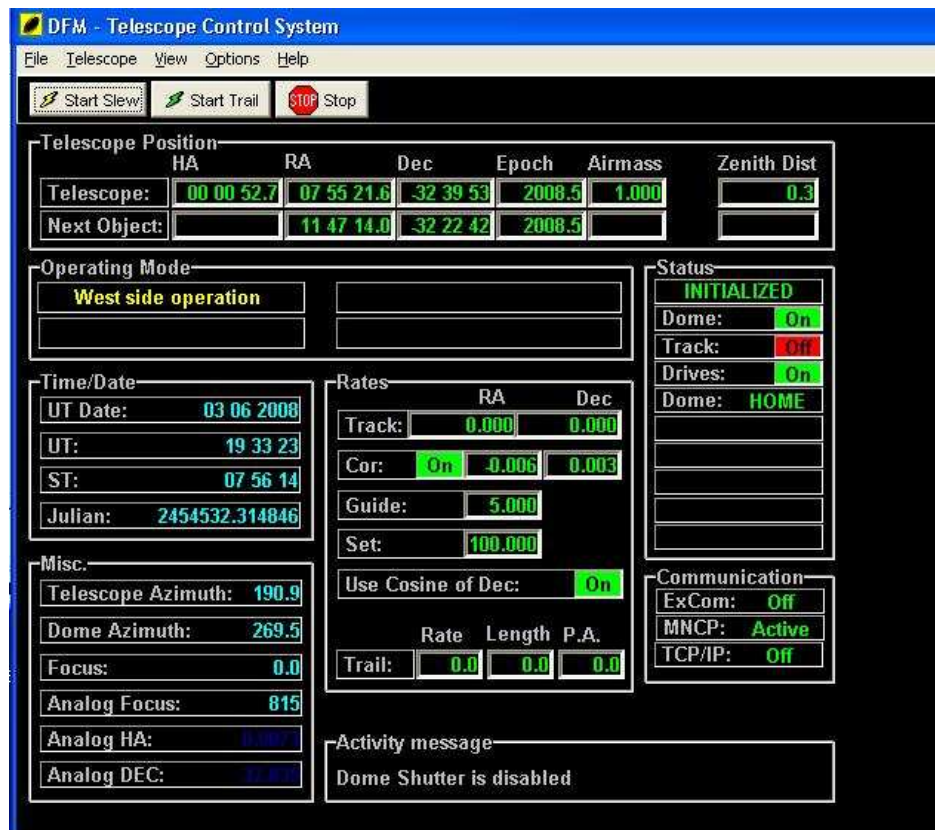 DFM - Telescope Control System
File Telescope View Options Help
Start Slew Start Trail STOP Stop
Telescope Position
HA RA Dec Epoch Airmass Zenith Dist
Telescope: 00 00 52.7 07 55 21.6 -32 39 53 2008.5 1.000 0.3
Next Object: 11 47 14.0 -32 22 42 2008.5
Operating Mode
West side operation
Status
INITIALIZED
Dome: On
Track: Off
Drives: On
Dome: HOME
Time/Date
UT Date: 03 06 2008
UT: 19 33 23
ST: 07 56 14
Julian: 2454532.314846
Rates
RA Dec
Track: 0.000 0.000
Cor: On -0.006 0.003
Guide: 5.000
Set: 100.000
Use Cosine of Dec: On
Rate Length P.A.
Trail: 0.0 0.0 0.0
Misc.
Telescope Azimuth: 190.9
Dome Azimuth: 269.5
Focus: 0.0
Analog Focus: 815
Analog HA:
Analog DEC:
Communication
ExCom: Off
MNCP: Active
TCP/IP: Off
Activity message
Dome Shutter is disabled